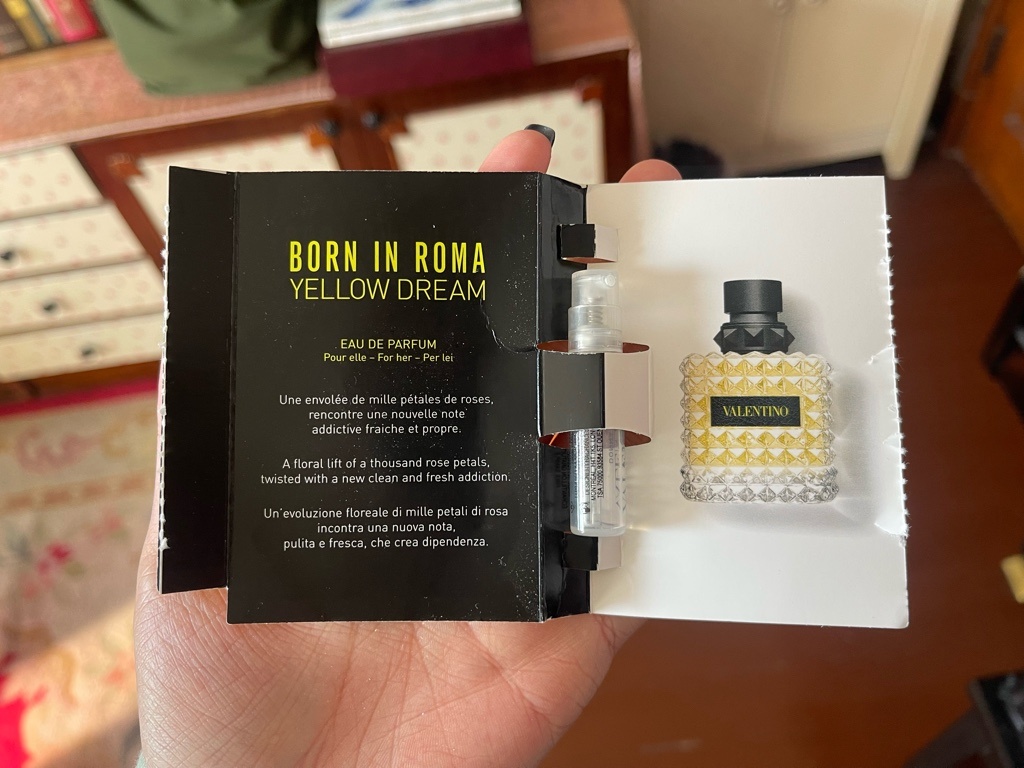 BORN IN ROMA
YELLOW DREAM
EAU DE PARFUM
Pour elle – For her – Per lei
Une envolée de mille pétales de roses,
rencontre une nouvelle note
addictive fraiche et propre.
A floral lift of a thousand rose petals,
twisted with a new clean and fresh addiction.
Un'evoluzione floreale di mille petali di rosa
incontra una nuova nota,
pulita e fresca, che crea dipendenza.
VALENTINO